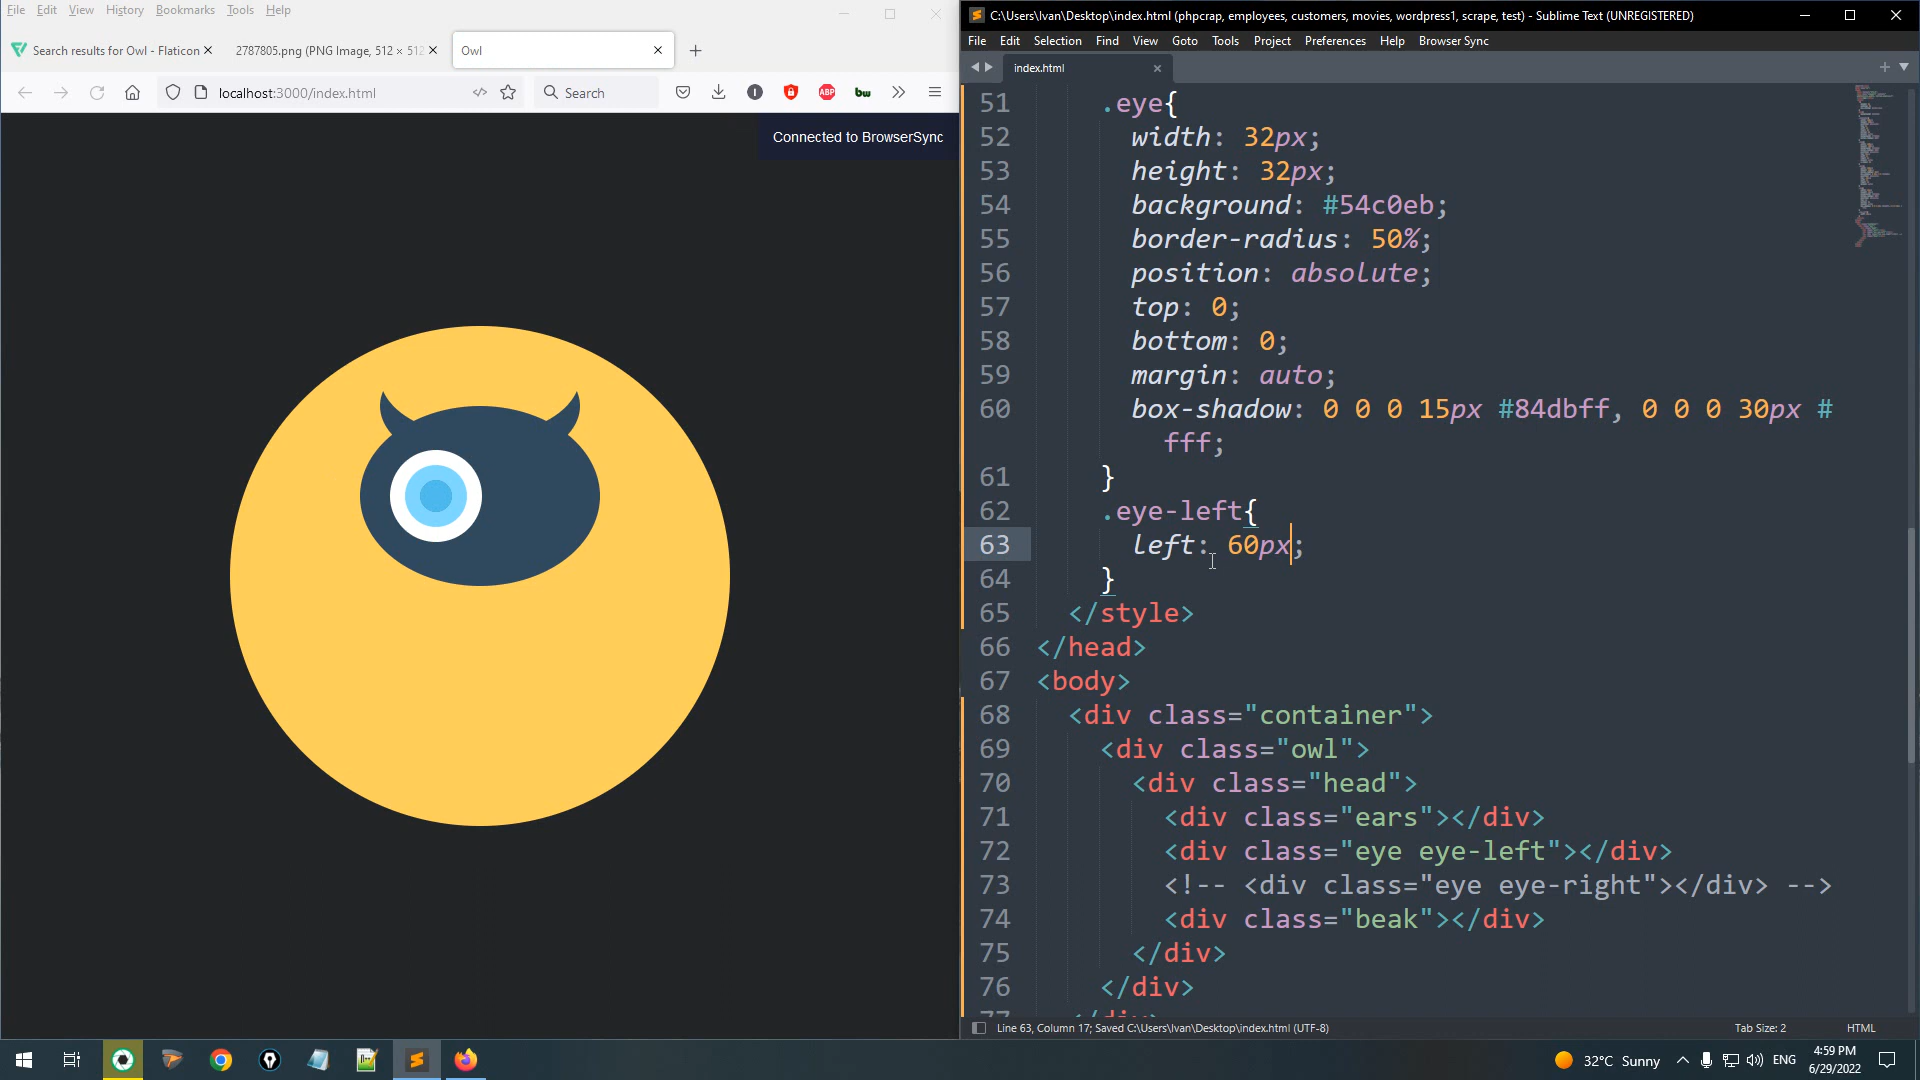 File Edit View History Bookmarks Tools Help
Search results for Owl - Flaticon
2787805.png (PNG Image, 512 × 512
Owl
localhost:3000/index.html
Search
ABP
bw
Connected to BrowserSync
C:\Users\Ivan\Desktop\index.html (phpcrap, employees, customers, movies, wordpress1, scrape, test) - Sublime Text (UNREGISTERED)
File Edit Selection Find View Goto Tools Project Preferences Help Browser Sync
index.html
51 .eye{
52 width: 32px;
53 height: 32px;
54 background: #54c0eb;
55 border-radius: 50%;
56 position: absolute;
57 top: 0;
58 bottom: 0;
59 margin: auto;
60 box-shadow: 0 0 0 15px #84dbff, 0 0 0 30px #
fff;
61 }
62 .eye-left{
63 left: 60px;
64 }
65 </style>
66 </head>
67 <body>
68 <div class="container">
69 <div class="owl">
70 <div class="head">
71 <div class="ears"></div>
72 <div class="eye eye-left"></div>
73 <!-- <div class="eye eye-right"></div> -->
74 <div class="beak"></div>
75 </div>
76 </div>
77 </div>
Line 63, Column 17; Saved C:\Users\Ivan\Desktop\index.html (UTF-8)
Tab Size: 2
HTML
32°C Sunny
ENG
4:59 PM
6/29/2022